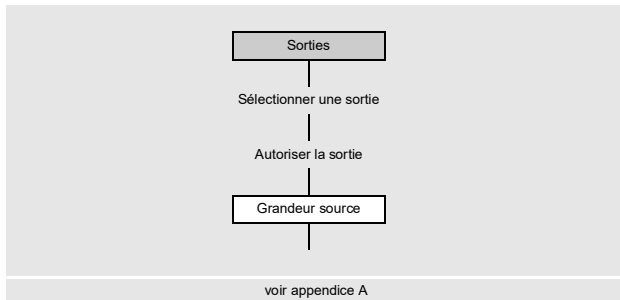 Sorties
Sélectionner une sortie
Autoriser la sortie
Grandeur source
voir appendice A